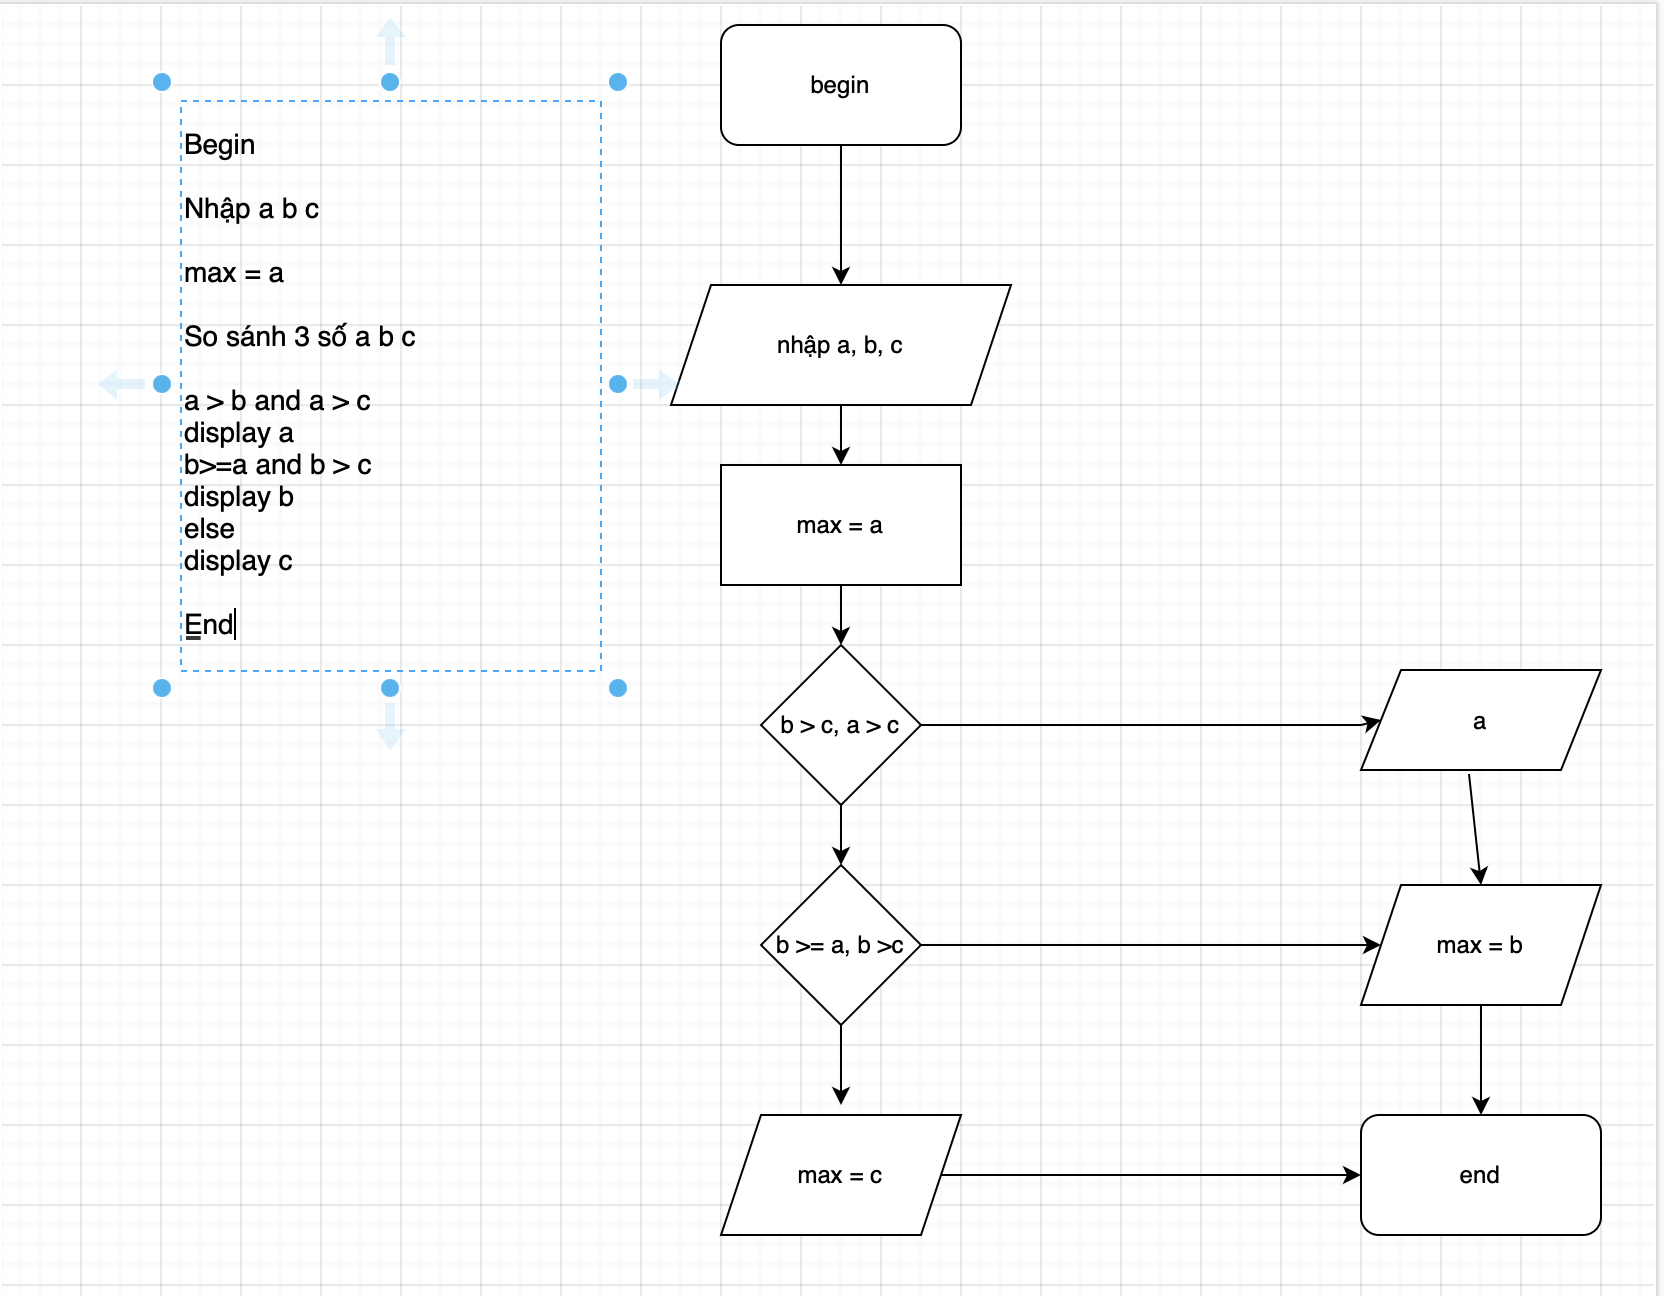 Begin
Nhập a b c
max = a
So sánh 3 số a b c
a > b and a > c
display a
b>=a and b > c
display b
else
display c
End
begin
nhập a, b, c
max = a
b > c, a > c
a
b >= a, b >c
max = b
max = c
end